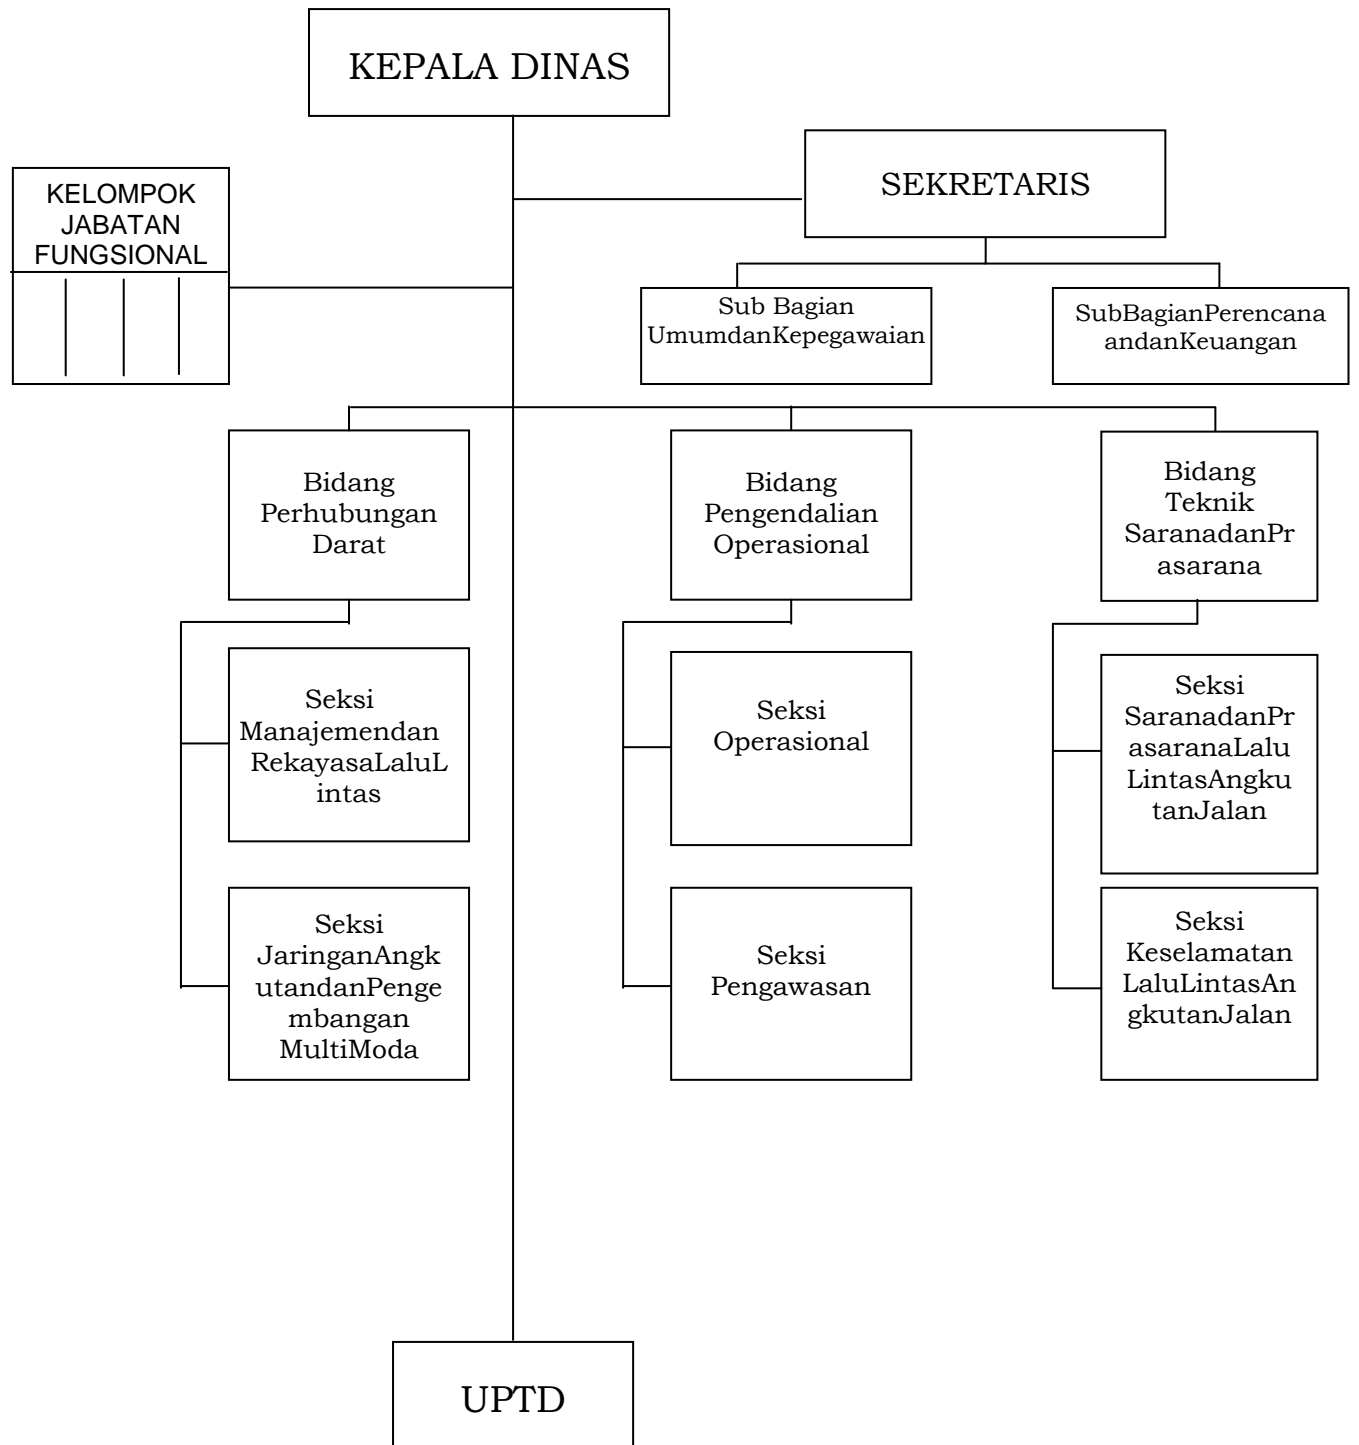 KEPALA DINAS
SEKRETARIS
KELOMPOK
JABATAN
FUNGSIONAL
Sub Bagian
UmumdanKepegawaian
SubBagianPerencana
andanKeuangan
Bidang
Perhubungan
Darat
Bidang
Pengendalian
Operasional
Bidang
Teknik
SaranadanPr
asarana
Seksi
Manajemendan
RekayasaLaluL
intas
Seksi
Operasional
Seksi
SaranadanPr
asaranaLalu
LintasAngku
tanJalan
Seksi
JaringanAngk
utandanPenge
mbangan
MultiModa
Seksi
Pengawasan
Seksi
Keselamatan
LaluLintasAn
gkutanJalan
UPTD